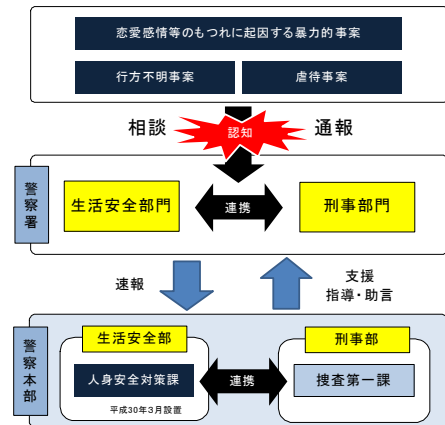 恋愛感情等のもつれに起因する暴力的事案
行方不明事案
虐待事案
相談
認知
通報
警察署
生活安全部門
連携
刑事部門
速報
支援
指導・助言
警察本部
生活安全部
刑事部
人身安全対策課
連携
捜査第一課
平成30年3月設置